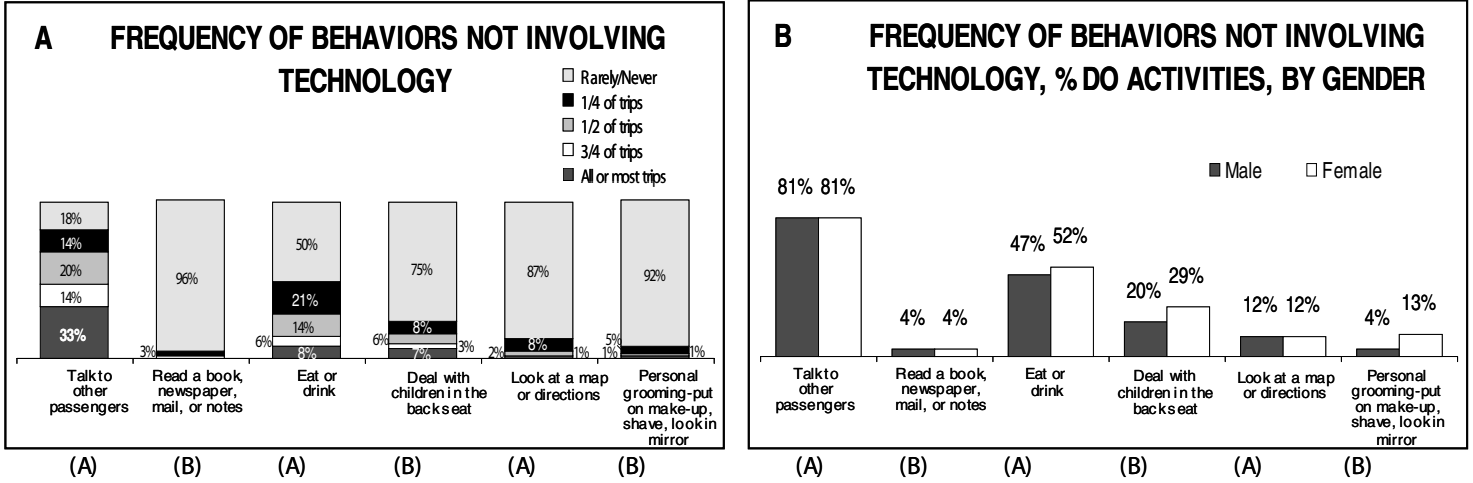 A FREQUENCY OF BEHAVIORS NOT INVOLVING
TECHNOLOGY
Rarely/Never
1/4 of trips
1/2 of trips
3/4 of trips
All or most trips
18%
14%
20%
14%
33%
96%
3%
50%
21%
14%
6%
8%
75%
8%
6%
3%
7%
87%
8%
2%
1%
92%
5%
1%
1%
Talk to
other
passengers
Read a book,
newspaper,
mail, or notes
Eat or
drink
Deal with
children in the
back seat
Look at a map
or directions
Personal
grooming-put
on make-up,
shave, look in
mirror
(A) (B) (A) (B) (A) (B)
B FREQUENCY OF BEHAVIORS NOT INVOLVING
TECHNOLOGY, % DO ACTIVITIES, BY GENDER
Male Female
81% 81%
4% 4%
47% 52%
20% 29%
12% 12%
4% 13%
Talk to
other
passengers
Read a book,
newspaper,
mail, or notes
Eat or
drink
Deal with
children in the
back seat
Look at a map
or directions
Personal
grooming-put
on make-up,
shave, look in
mirror
(A) (B) (A) (B) (A) (B)